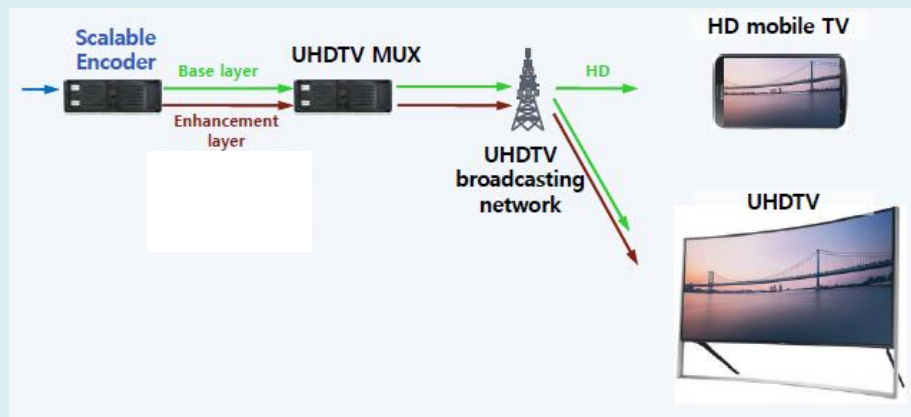 HD mobile TV
Scalable
Encoder
UHDTV MUX
Base layer
HD
Enhancement
layer
UHDTV
broadcasting
network
UHDTV